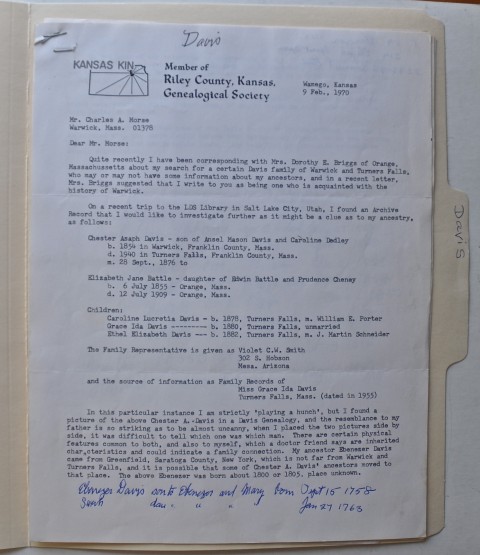 Davis
KANSAS KIN
Member of
Riley County, Kansas,
Genealogical Society
Wamego, Kansas
9 Feb., 1970
Mr. Charles A. Morse
Warwick, Mass. 01378
Dear Mr. Morse:
Quite recently I have been corresponding with Mrs. Dorothy E. Briggs of Orange,
Massachussetts about my search for a certain Davis family of Warwick and Turners Falls,
who may or may not have some information about my ancestors, and in a recent letter,
Mrs. Briggs suggested that I write to you as being one who is acquainted with the
history of Warwick.
On a recent trip to the LDS Library in Salt Lake City, Utah, I found an Archive
Record that I would like to investigate further as it might be a clue as to my ancestry,
as follows:
Chester Asaph Davis - son of Ansel Mason Davis and Caroline Dedley
b. 1854 in Warwick, Franklin County, Mass.
d. 1940 in Turners Falls, Franklin County, Mass.
m. 28 Sept., 1876 to
Elizabeth Jane Battle - daughter of Edwin Battle and Prudence Cheney
b. 6 July 1855 - Orange, Mass.
d. 12 July 1909 - Orange, Mass.
Children:
Caroline Lucretia Davis - b. 1878, Turners Falls, m. William E. Porter
Grace Ida Davis ---------- b. 1880, Turners Falls, unmarried
Ethel Elizabeth Davis --- b. 1882, Turners Falls, m. J. Martin Schneider
The Family Representative is given as Violet C.W. Smith
302 S. Hobson
Mesa. Arizona
and the source of information as Family Records of
Miss Grace Ida Davis
Turners Falls, Mass. (dated in 1955)
In this particular instance I am strictly 'playing a hunch', but I found a
picture of the above Chester A. Davis in a Davis Genealogy, and the resemblance to my
father is so striking as to be almost uncanny, when I placed the two pictures side by
side, it was difficult to tell which one was which man. There are certain physical
features common to both, and also to myself, which a doctor friend says are inherited
characteristics and could indicate a family connection. My ancestor Ebenezer Davis
came from Greenfield, Saratoga County, New York, which is not far from Warwick and
Turners Falls, and it is possible that some of Chester A. Davis' ancestors moved to
that place. The above Ebenezer was born about 1800 or 1805, place unknown.
Ebenezer Davis son to Ebenezer and Mary born Sept 15 1758
dau " " " Jan 27 1763